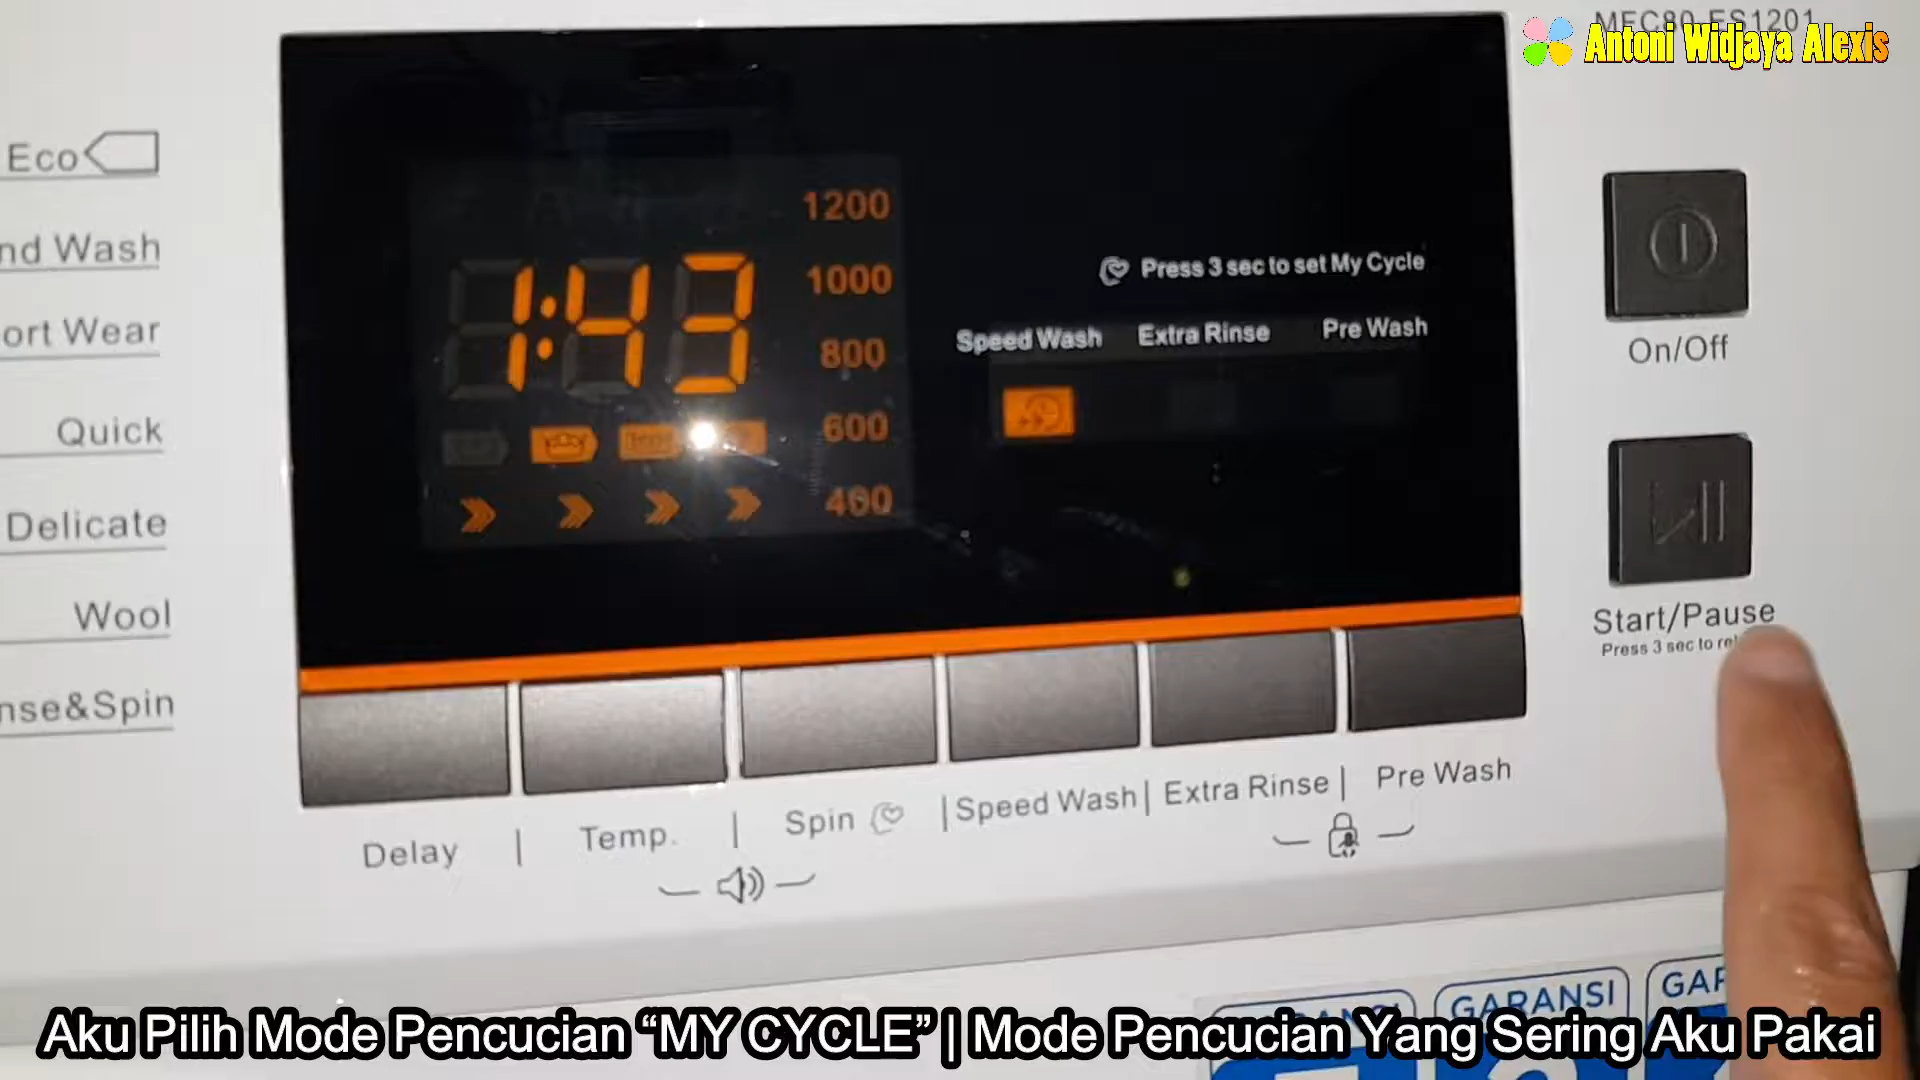 MFC80-ES1201
Antoni Widjaya Alexis
Eco
nd Wash
ort Wear
Quick
Delicate
Wool
nse&Spin
1:43
1200
1000
800
600
400
Press 3 sec to set My Cycle
Speed Wash Extra Rinse Pre Wash
On/Off
Start/Pause
Press 3 sec to rel
Delay | Temp. | Spin | Speed Wash | Extra Rinse | Pre Wash
GARANSI GAR
Aku Pilih Mode Pencucian “MY CYCLE” | Mode Pencucian Yang Sering Aku Pakai